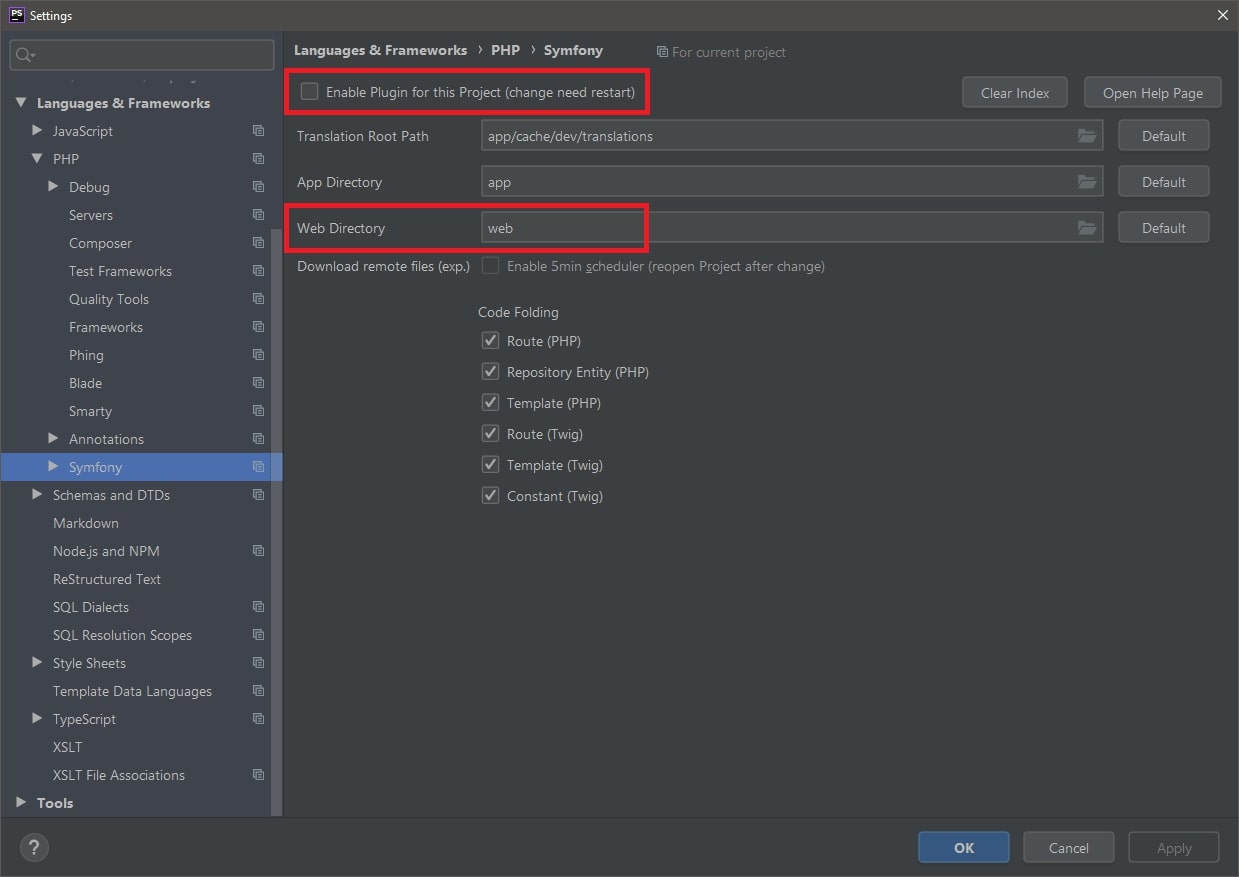 PS Settings
Languages & Frameworks
JavaScript
PHP
Debug
Servers
Composer
Test Frameworks
Quality Tools
Frameworks
Phing
Blade
Smarty
Annotations
Symfony
Schemas and DTDs
Markdown
Node.js and NPM
ReStructured Text
SQL Dialects
SQL Resolution Scopes
Style Sheets
Template Data Languages
TypeScript
XSLT
XSLT File Associations
Tools
Languages & Frameworks › PHP › Symfony For current project
Enable Plugin for this Project (change need restart) Clear Index Open Help Page
Translation Root Path app/cache/dev/translations Default
App Directory app Default
Web Directory web Default
Download remote files (exp.) Enable 5min scheduler (reopen Project after change)
Code Folding
Route (PHP)
Repository Entity (PHP)
Template (PHP)
Route (Twig)
Template (Twig)
Constant (Twig)
? OK Cancel Apply